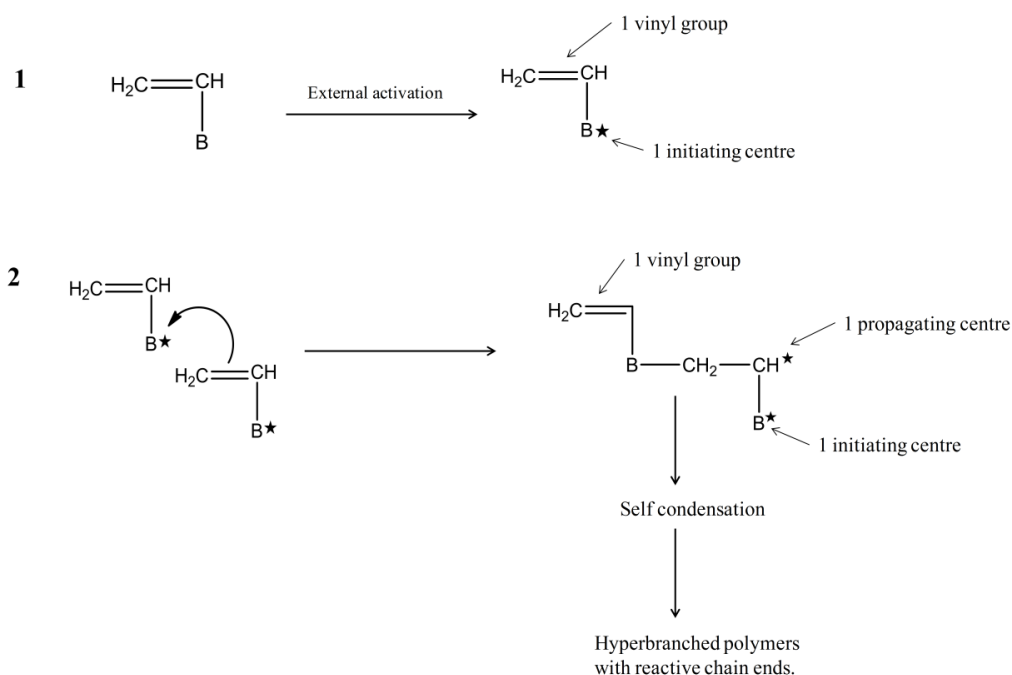 1 vinyl group
1
H₂C CH
External activation
H₂C CH
B
B★
1 initiating centre
2
1 vinyl group
H₂C CH
H₂C
1 propagating centre
B★
H₂C CH
B CH₂ CH★
B★
B★
1 initiating centre
Self condensation
Hyperbranched polymers
with reactive chain ends.